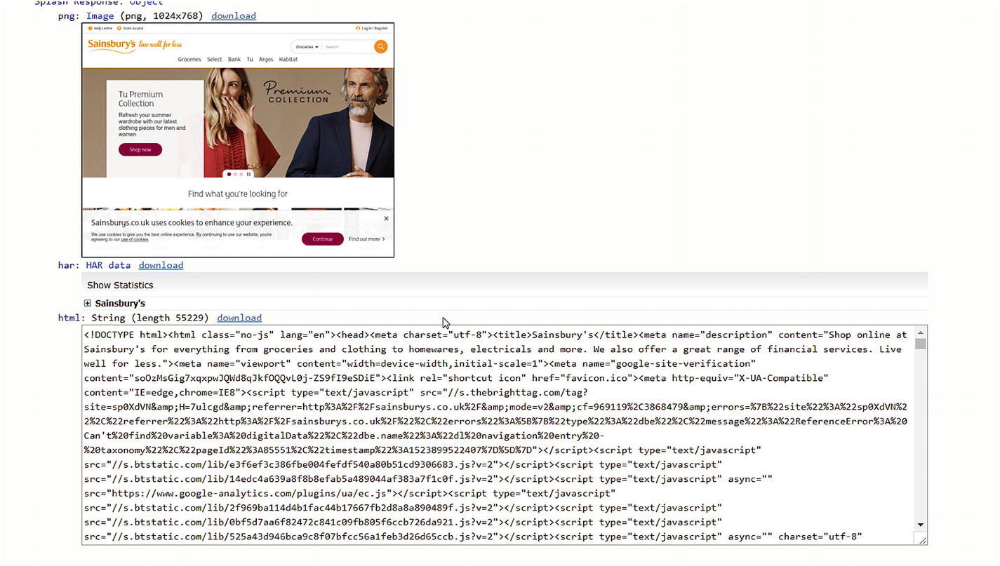 Splash Response: Object
png: Image (png, 1024x768) download
Help centre Store locator Log in / Register
Sainsbury's live well for less
Groceries Search
Groceries Select Bank Tu Argos Habitat
Tu Premium
Collection
Refresh your summer
wardrobe with our latest
clothing pieces for men and
women
Shop now
Premium
COLLECTION
Find what you're looking for
Sainsburys.co.uk uses cookies to enhance your experience.
We use cookies to give you the best online experience. By continuing to use our website, you're
agreeing to our use of cookies.
Continue Find out more
har: HAR data download
Show Statistics
Sainsbury's
html: String (length 55229) download
<!DOCTYPE html><html class="no-js" lang="en"><head><meta charset="utf-8"><title>Sainsbury's</title><meta name="description" content="Shop online at
Sainsbury's for everything from groceries and clothing to homewares, electricals and more. We also offer a great range of financial services. Live
well for less."><meta name="viewport" content="width=device-width,initial-scale=1"><meta name="google-site-verification"
content="soOzMsGig7xqxpwJQWd8qJkfOQQvL0j-ZS9fI9eSDiE"><link rel="shortcut icon" href="favicon.ico"><meta http-equiv="X-UA-Compatible"
content="IE=edge,chrome=IE8"><script type="text/javascript" src="//s.thebrighttag.com/tag?
site=sp0XdVN&amp;H=7ulcgd&amp;referrer=http%3A%2F%2Fsainsburys.co.uk%2F&amp;mode=v2&amp;cf=969119%2C3868479&amp;errors=%7B%22site%22%3A%22sp0XdVN%2
2%2C%22referrer%22%3A%22http%3A%2F%2Fsainsburys.co.uk%2F%22%2C%22errors%22%3A%5B%7B%22type%22%3A%22dbe%22%2C%22message%22%3A%22ReferenceError%3A%20
Can't%20find%20variable%3A%20digitalData%22%2C%22dbe.name%22%3A%22dl%20navigation%20entry%20-
%20taxonomy%22%2C%22pageId%22%3A85551%2C%22timestamp%22%3A1523899522407%7D%5D%7D"></script><script type="text/javascript"
src="//s.btstatic.com/lib/e3f6ef3c386fbe004fefdf540a80b51cd9306683.js?v=2"></script><script type="text/javascript"
src="//s.btstatic.com/lib/14edc4a639a8f8b8efab5a489044af383a7f1c0f.js?v=2"></script><script type="text/javascript" async=""
src="https://www.google-analytics.com/plugins/ua/ec.js"></script><script type="text/javascript"
src="//s.btstatic.com/lib/2f969ba114d4b1fac44b17667fb2d8a8a890489f.js?v=2"></script><script type="text/javascript"
src="//s.btstatic.com/lib/0bf5d7aa6f82472c841c09fb805f6ccb726da921.js?v=2"></script><script type="text/javascript"
src="//s.btstatic.com/lib/525a43d946bca9c8f07bfcc56a1feb3d26d65ccb.js?v=2"></script><script type="text/javascript" async="" charset="utf-8"